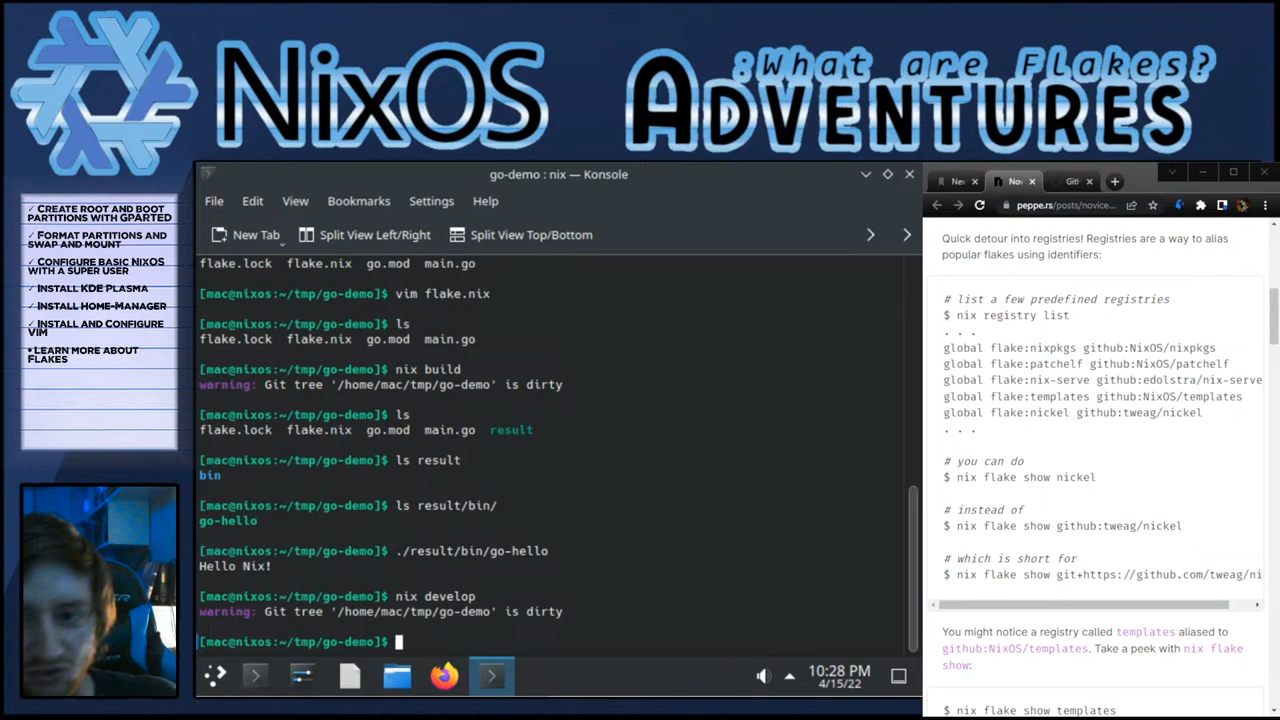 NixOS
:What are Flakes?
ADVENTURES
✓ CREATE ROOT AND BOOT
PARTITIONS WITH GPARTED
✓ FORMAT PARTITIONS AND
SWAP AND MOUNT
✓ CONFIGURE BASIC NIXOS
WITH A SUPER USER
✓ INSTALL KDE PLASMA
✓ INSTALL HOME-MANAGER
✓ INSTALL AND CONFIGURE
VIM
• LEARN MORE ABOUT
FLAKES
go-demo : nix — Konsole
File Edit View Bookmarks Settings Help
New Tab Split View Left/Right Split View Top/Bottom
flake.lock flake.nix go.mod main.go
[mac@nixos:~/tmp/go-demo]$ vim flake.nix
[mac@nixos:~/tmp/go-demo]$ ls
flake.lock flake.nix go.mod main.go
[mac@nixos:~/tmp/go-demo]$ nix build
warning: Git tree '/home/mac/tmp/go-demo' is dirty
[mac@nixos:~/tmp/go-demo]$ ls
flake.lock flake.nix go.mod main.go result
[mac@nixos:~/tmp/go-demo]$ ls result
bin
[mac@nixos:~/tmp/go-demo]$ ls result/bin/
go-hello
[mac@nixos:~/tmp/go-demo]$ ./result/bin/go-hello
Hello Nix!
[mac@nixos:~/tmp/go-demo]$ nix develop
warning: Git tree '/home/mac/tmp/go-demo' is dirty
[mac@nixos:~/tmp/go-demo]$
10:28 PM
4/15/22
Nev Nov Gitl
peppe.rs/posts/novice...
Quick detour into registries! Registries are a way to alias
popular flakes using identifiers:
# list a few predefined registries
$ nix registry list
. . .
global flake:nixpkgs github:NixOS/nixpkgs
global flake:patchelf github:NixOS/patchelf
global flake:nix-serve github:edolstra/nix-serve
global flake:templates github:NixOS/templates
global flake:nickel github:tweag/nickel
. . .
# you can do
$ nix flake show nickel
# instead of
$ nix flake show github:tweag/nickel
# which is short for
$ nix flake show git+https://github.com/tweag/ni
You might notice a registry called templates aliased to
github:NixOS/templates. Take a peek with nix flake
show:
$ nix flake show templates